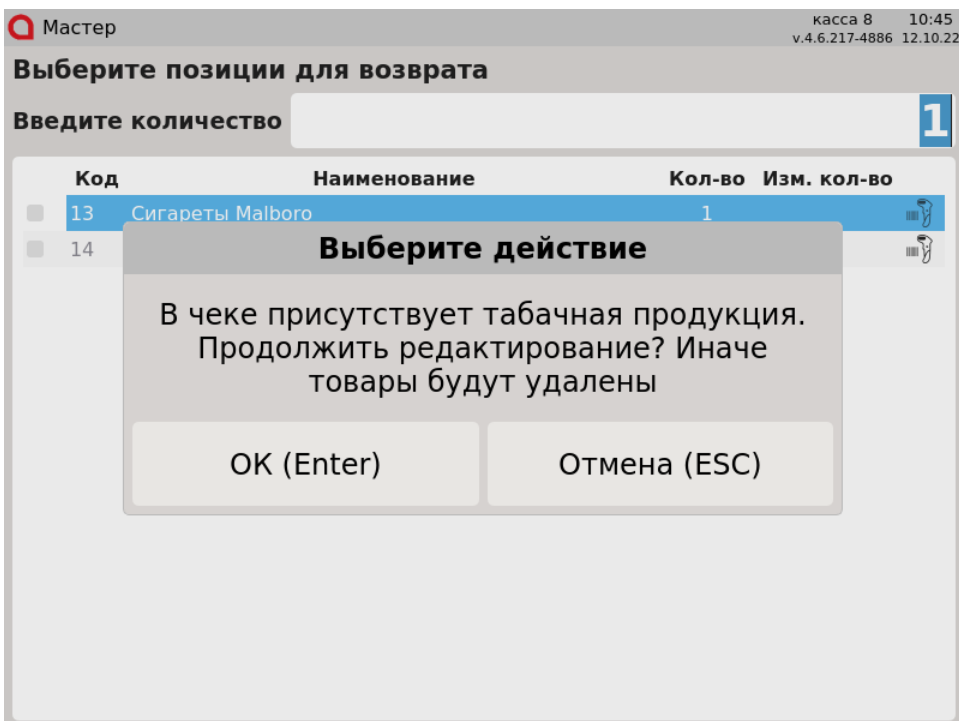 Мастер
касса 8 10:45
v.4.6.217-4886 12.10.22
Выберите позиции для возврата
Введите количество 1
Код Наименование Кол-во Изм. кол-во
13 Сигареты Malboro 1
14
Выберите действие
В чеке присутствует табачная продукция.
Продолжить редактирование? Иначе
товары будут удалены
ОК (Enter) Отмена (ESC)